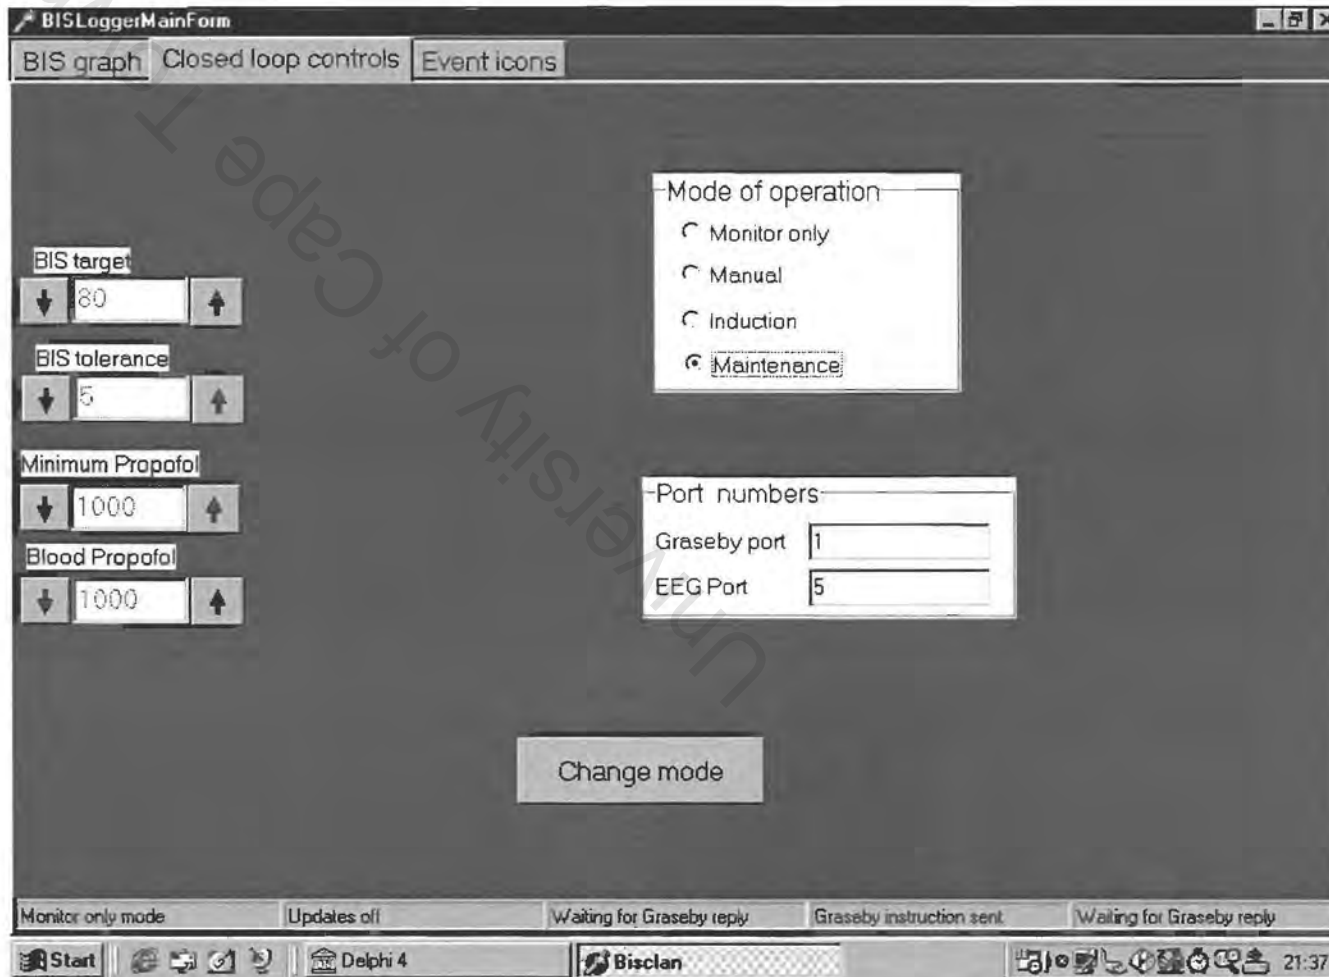 BISLoggerMainForm
BIS graph
Closed loop controls
Event icons
Mode of operation
Monitor only
Manual
Induction
Maintenance
BIS target
80
BIS tolerance
5
Minimum Propofol
1000
Blood Propofol
1000
Port numbers
Graseby port
1
EEG Port
5
Change mode
Monitor only mode
Updates off
Waiting for Graseby reply
Graseby instruction sent
Waiting for Graseby reply
Start
Delphi 4
Bisclan
21:37
University of Cape